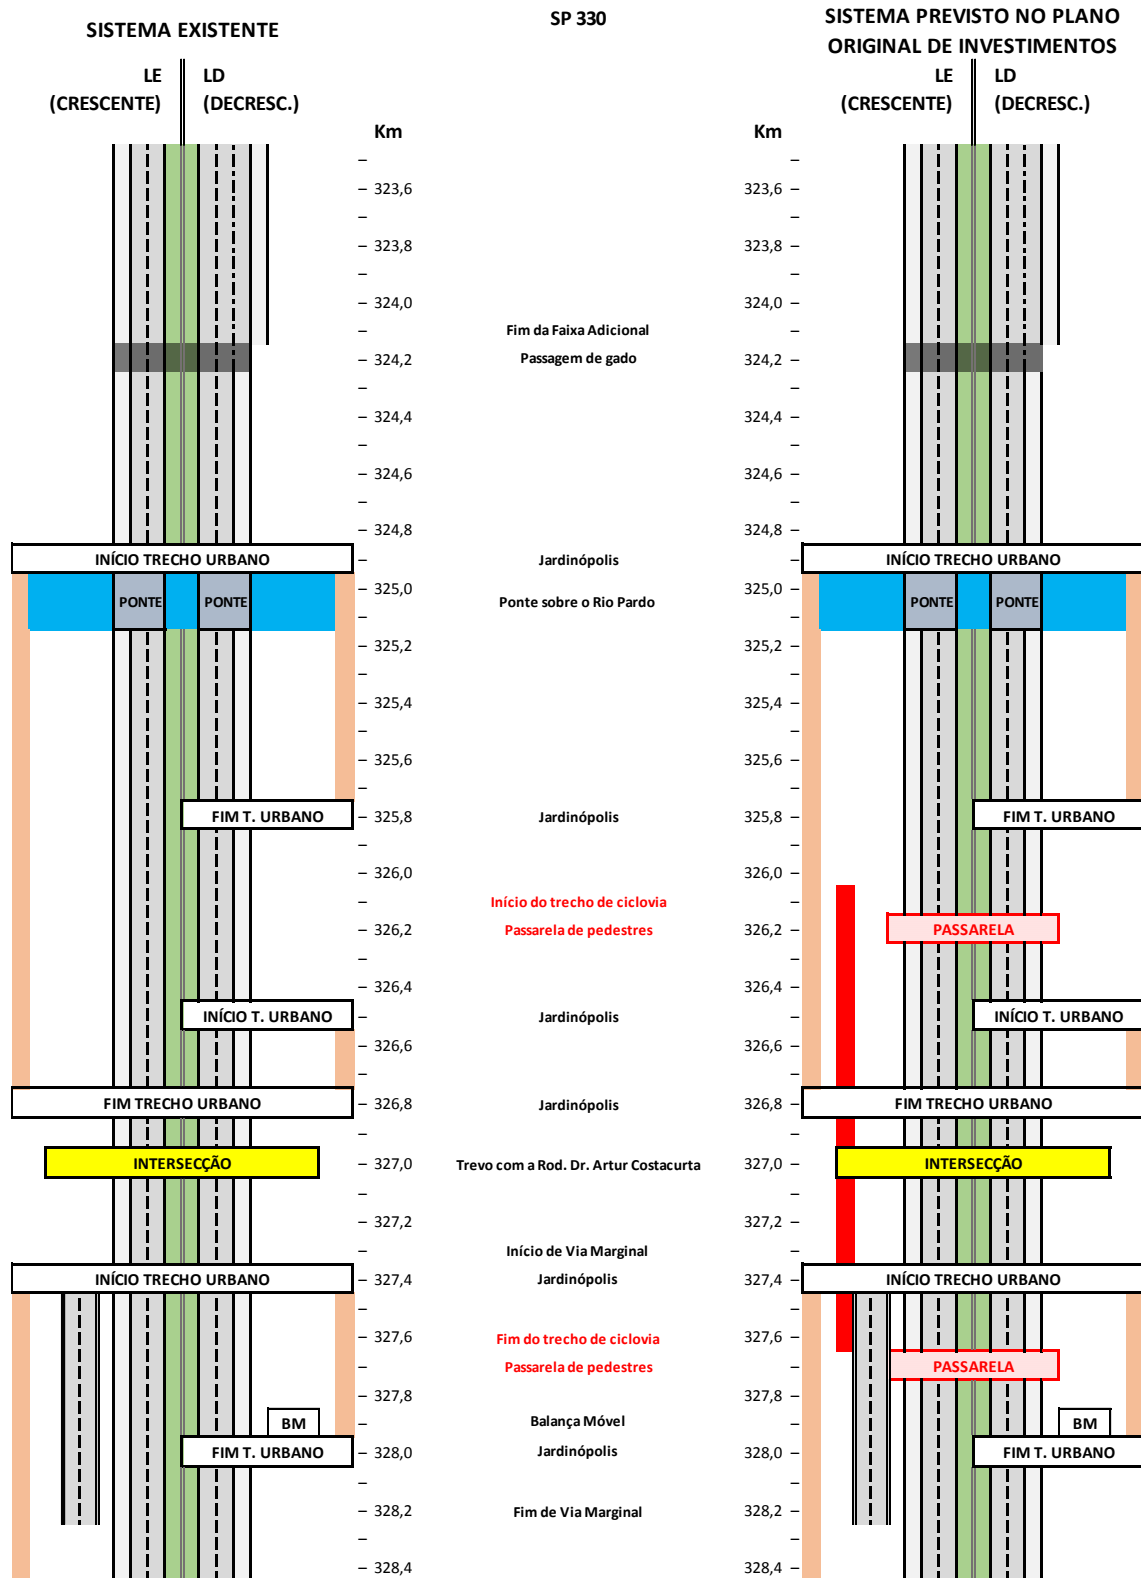 SISTEMA EXISTENTE
SP 330
SISTEMA PREVISTO NO PLANO
ORIGINAL DE INVESTIMENTOS
LE LD
(CRESCENTE) (DECRESC.)
LE LD
(CRESCENTE) (DECRESC.)
Km Km
323,6 323,6
323,8 323,8
324,0 324,0
Fim da Faixa Adicional
324,2 Passagem de gado 324,2
324,4 324,4
324,6 324,6
324,8 324,8
INÍCIO TRECHO URBANO Jardinópolis INÍCIO TRECHO URBANO
325,0 325,0
PONTE PONTE Ponte sobre o Rio Pardo PONTE PONTE
325,2 325,2
325,4 325,4
325,6 325,6
FIM T. URBANO 325,8 Jardinópolis 325,8 FIM T. URBANO
326,0 326,0
Início do trecho de ciclovia
326,2 Passarela de pedestres 326,2 PASSARELA
326,4 326,4
INÍCIO T. URBANO Jardinópolis INÍCIO T. URBANO
326,6 326,6
FIM TRECHO URBANO 326,8 Jardinópolis 326,8 FIM TRECHO URBANO
INTERSECÇÃO 327,0 Trevo com a Rod. Dr. Artur Costacurta 327,0 INTERSECÇÃO
327,2 327,2
Início de Via Marginal
INÍCIO TRECHO URBANO 327,4 Jardinópolis 327,4 INÍCIO TRECHO URBANO
327,6 Fim do trecho de ciclovia 327,6
Passarela de pedestres PASSARELA
327,8 327,8
BM Balança Móvel BM
FIM T. URBANO 328,0 Jardinópolis 328,0 FIM T. URBANO
328,2 Fim de Via Marginal 328,2
328,4 328,4